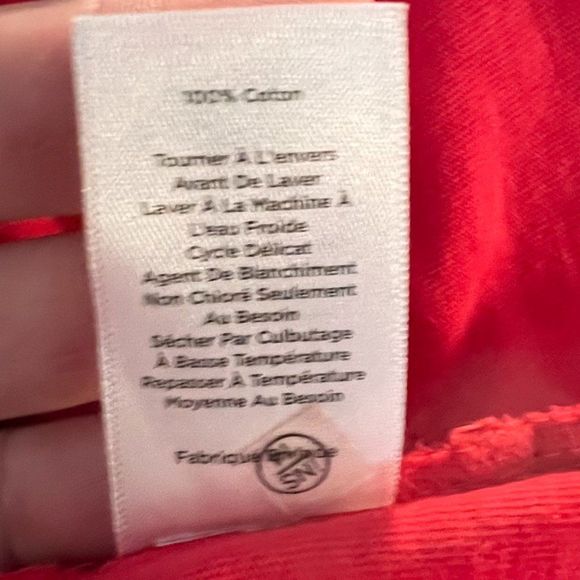 100% Cotton
Tourner À L'envers
Avant De Laver
Laver À La Machine À
L'eau Froide
Cycle Délicat
Agent De Blanchiment
Non Chloré Seulement
Au Besoin
Sécher Par Culbutage
À Basse Température
Repasser À Température
Moyenne Au Besoin
Fabriqué